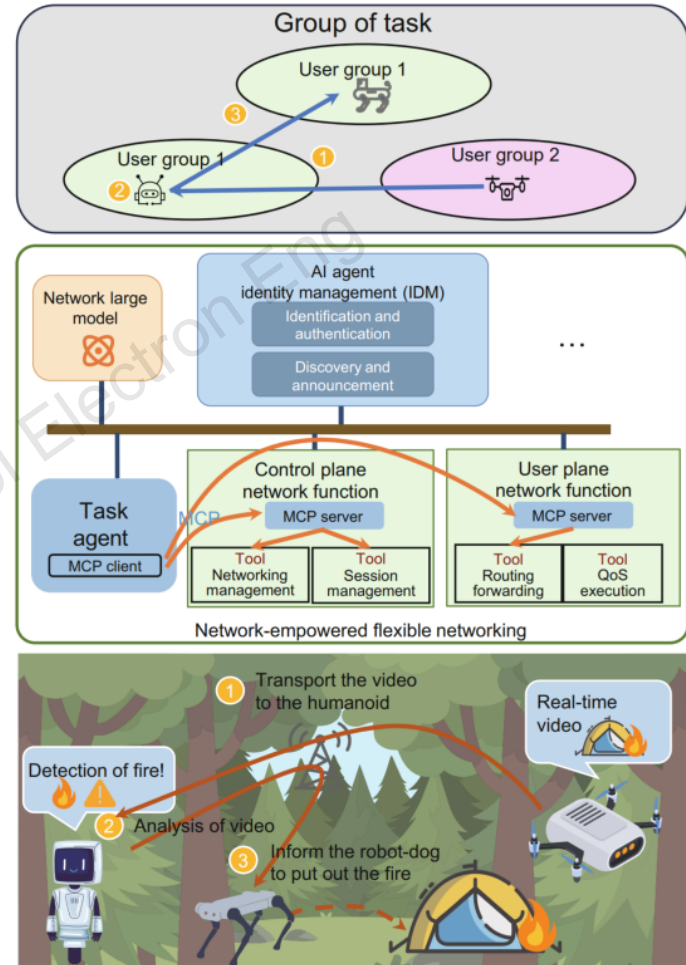 Group of task
User group 1
3
User group 1
1
User group 2
2
AI agent
identity management (IDM)
Network large
model
Identification and
authentication
Discovery and
announcement
...
Control plane
network function
User plane
network function
Task
agent
MCP
MCP server
MCP server
MCP client
Tool
Networking
management
Tool
Session
management
Tool
Routing
forwarding
Tool
QoS
execution
Network-empowered flexible networking
1
Transport the video
to the humanoid
Real-time
video
Detection of fire!
2
Analysis of video
3
Inform the robot-dog
to put out the fire
Electron Eng